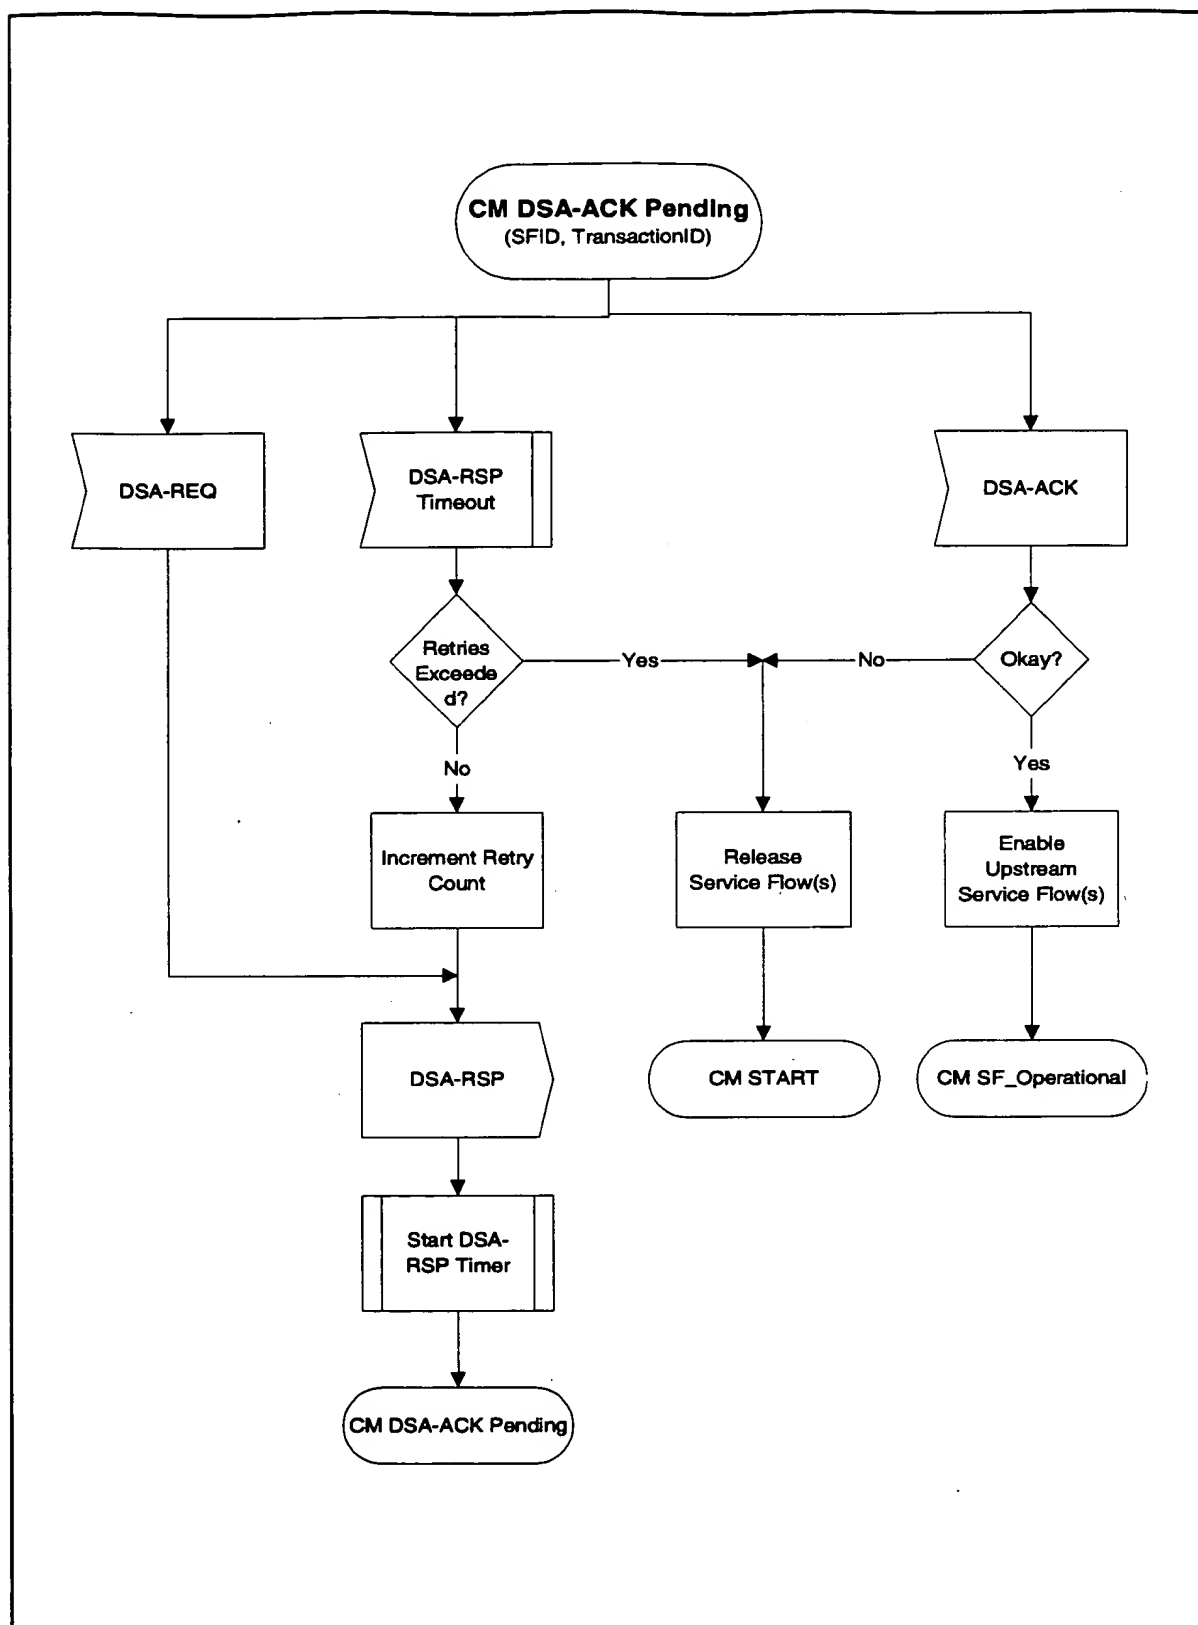 CM DSA-ACK Pending
(SFID, TransactionID)
DSA-REQ
DSA-RSP
Timeout
DSA-ACK
Retries
Exceede
d?
Yes
No
Okay?
No
Yes
Increment Retry
Count
Release
Service Flow(s)
Enable
Upstream
Service Flow(s)
DSA-RSP
CM START
CM SF_Operational
Start DSA-
RSP Timer
CM DSA-ACK Pending